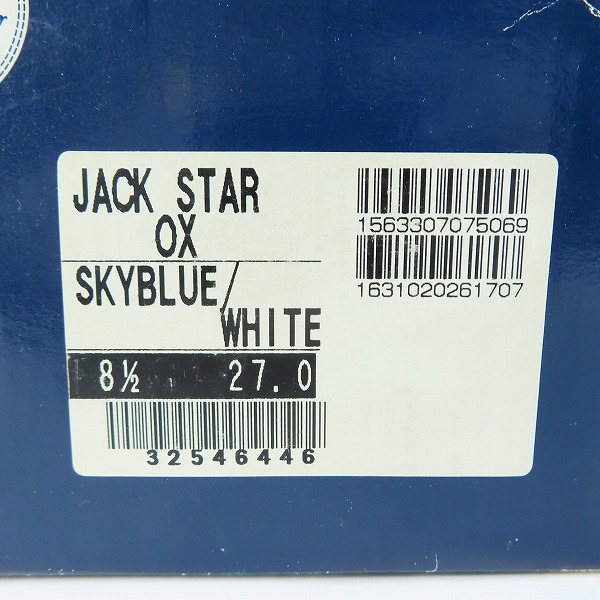 JACK STAR
OX
SKYBLUE/
WHITE
8½ 27.0
32546446
1563307075069
1631020261707